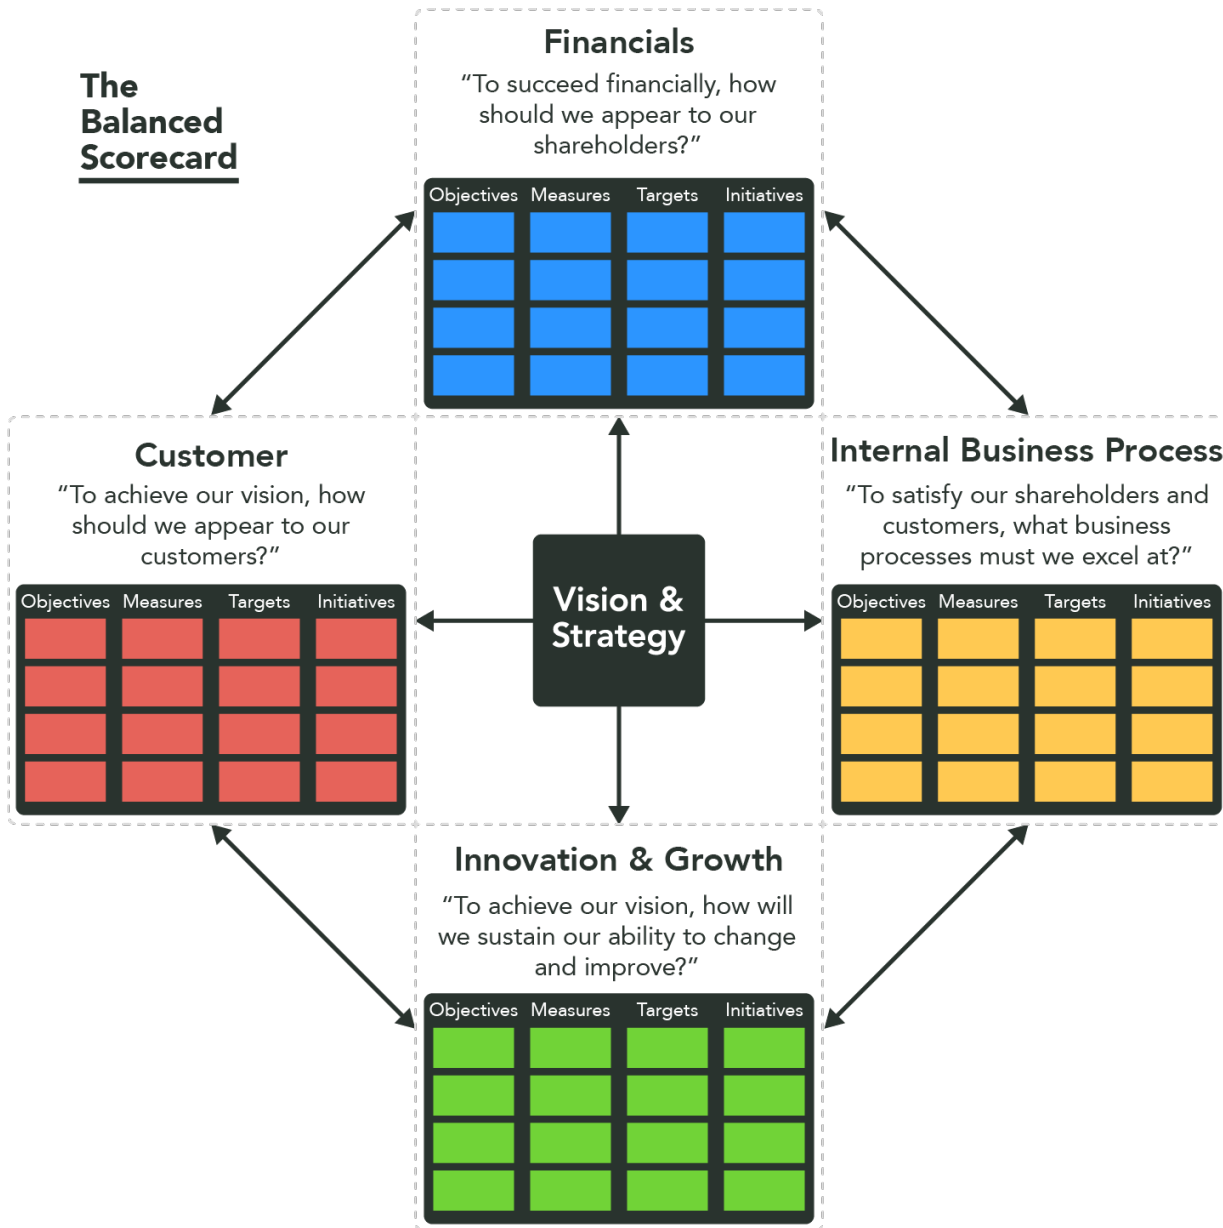 The
Balanced
Scorecard
Financials
“To succeed financially, how
should we appear to our
shareholders?”
Objectives Measures Targets Initiatives
Customer
“To achieve our vision, how
should we appear to our
customers?”
Objectives Measures Targets Initiatives
Vision &
Strategy
Internal Business Process
“To satisfy our shareholders and
customers, what business
processes must we excel at?”
Objectives Measures Targets Initiatives
Innovation & Growth
“To achieve our vision, how will
we sustain our ability to change
and improve?”
Objectives Measures Targets Initiatives